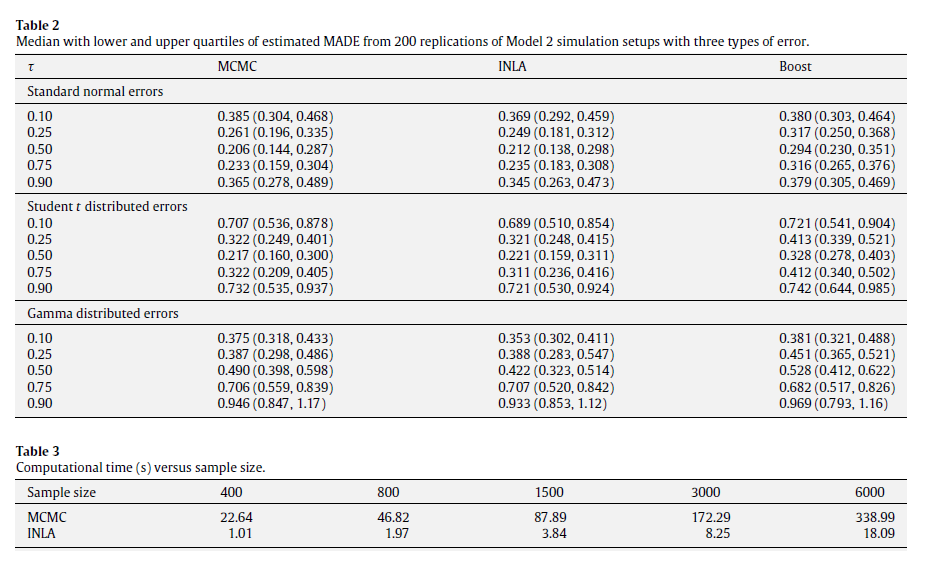 Table 2
Median with lower and upper quartiles of estimated MADE from 200 replications of Model 2 simulation setups with three types of error.
τ MCMC INLA Boost
Standard normal errors
0.10 0.385 (0.304, 0.468) 0.369 (0.292, 0.459) 0.380 (0.303, 0.464)
0.25 0.261 (0.196, 0.335) 0.249 (0.181, 0.312) 0.317 (0.250, 0.368)
0.50 0.206 (0.144, 0.287) 0.212 (0.138, 0.298) 0.294 (0.230, 0.351)
0.75 0.233 (0.159, 0.304) 0.235 (0.183, 0.308) 0.316 (0.265, 0.376)
0.90 0.365 (0.278, 0.489) 0.345 (0.263, 0.473) 0.379 (0.305, 0.469)
Student t distributed errors
0.10 0.707 (0.536, 0.878) 0.689 (0.510, 0.854) 0.721 (0.541, 0.904)
0.25 0.322 (0.249, 0.401) 0.321 (0.248, 0.415) 0.413 (0.339, 0.521)
0.50 0.217 (0.160, 0.300) 0.221 (0.159, 0.311) 0.328 (0.278, 0.403)
0.75 0.322 (0.209, 0.405) 0.311 (0.236, 0.416) 0.412 (0.340, 0.502)
0.90 0.732 (0.535, 0.937) 0.721 (0.530, 0.924) 0.742 (0.644, 0.985)
Gamma distributed errors
0.10 0.375 (0.318, 0.433) 0.353 (0.302, 0.411) 0.381 (0.321, 0.488)
0.25 0.387 (0.298, 0.486) 0.388 (0.283, 0.547) 0.451 (0.365, 0.521)
0.50 0.490 (0.398, 0.598) 0.422 (0.323, 0.514) 0.528 (0.412, 0.622)
0.75 0.706 (0.559, 0.839) 0.707 (0.520, 0.842) 0.682 (0.517, 0.826)
0.90 0.946 (0.847, 1.17) 0.933 (0.853, 1.12) 0.969 (0.793, 1.16)
Table 3
Computational time (s) versus sample size.
Sample size 400 800 1500 3000 6000
MCMC 22.64 46.82 87.89 172.29 338.99
INLA 1.01 1.97 3.84 8.25 18.09